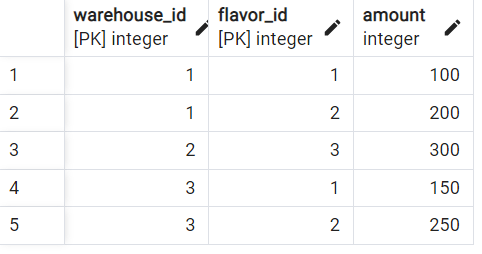 warehouse_id flavor_id amount
[PK] integer [PK] integer integer
1 1 1 100
2 1 2 200
3 2 3 300
4 3 1 150
5 3 2 250